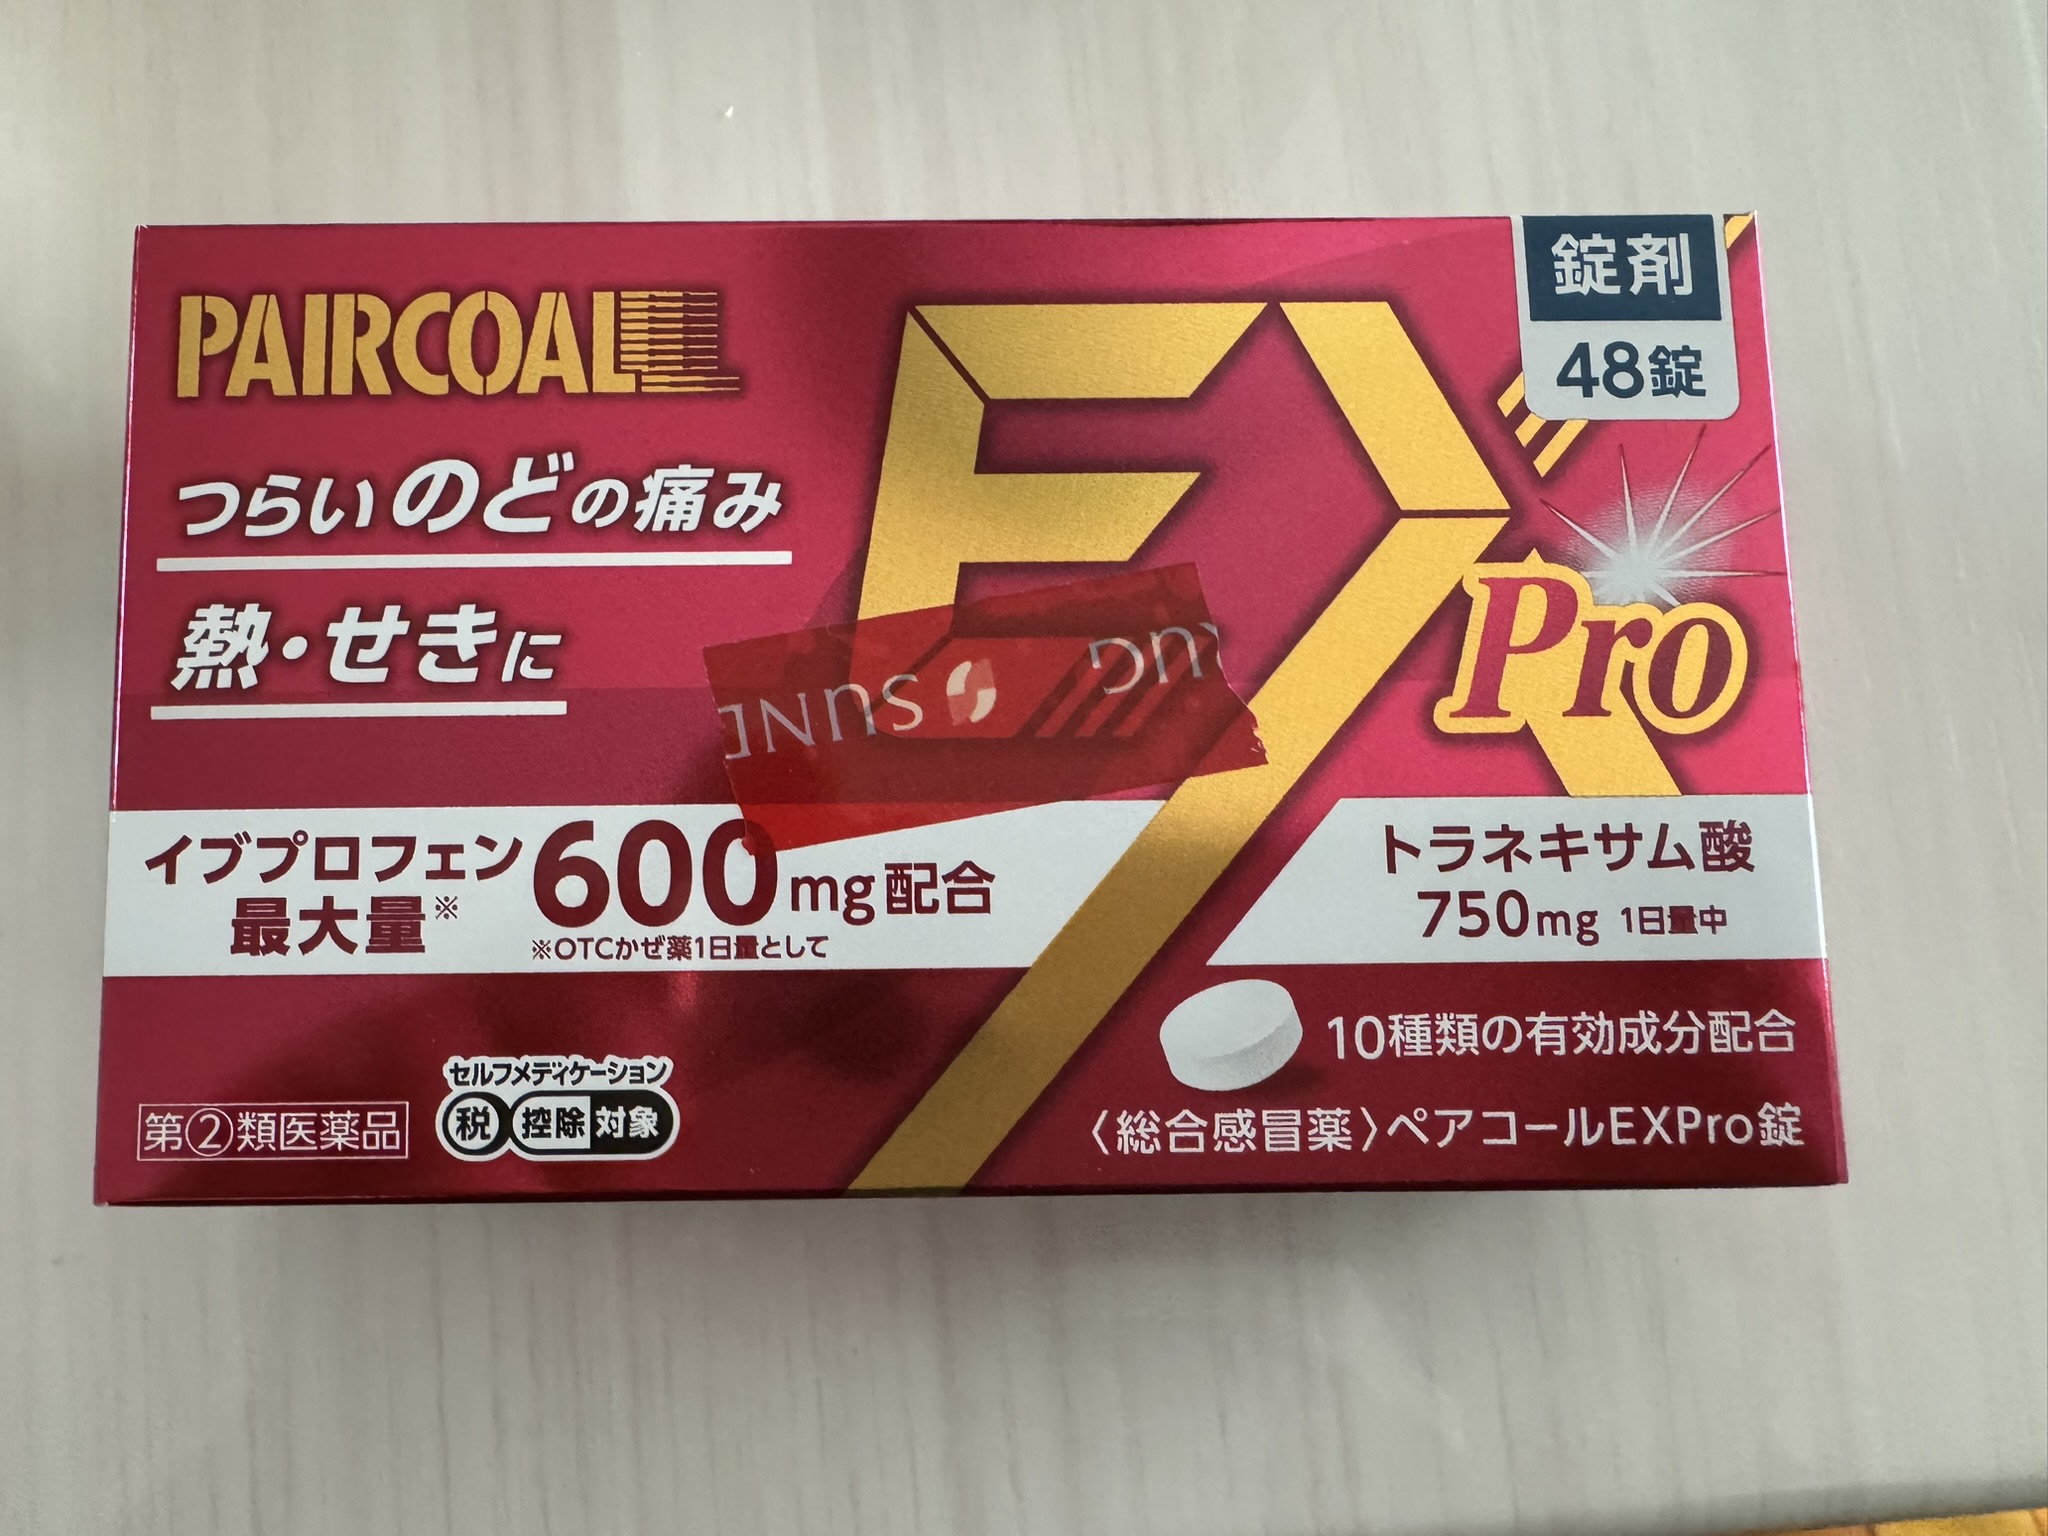 PAIRCOAL
つらいのどの痛み
熱・せきに
EX
Pro
錠剤
48錠
SUNDRUG
イブプロフェン
最大量※
600mg配合
※OTCかぜ薬1日量として
トラネキサム酸
750mg 1日量中
10種類の有効成分配合
〈総合感冒薬〉ペアコールEXPro錠
第②類医薬品
セルフメディケーション
税 控除 対象